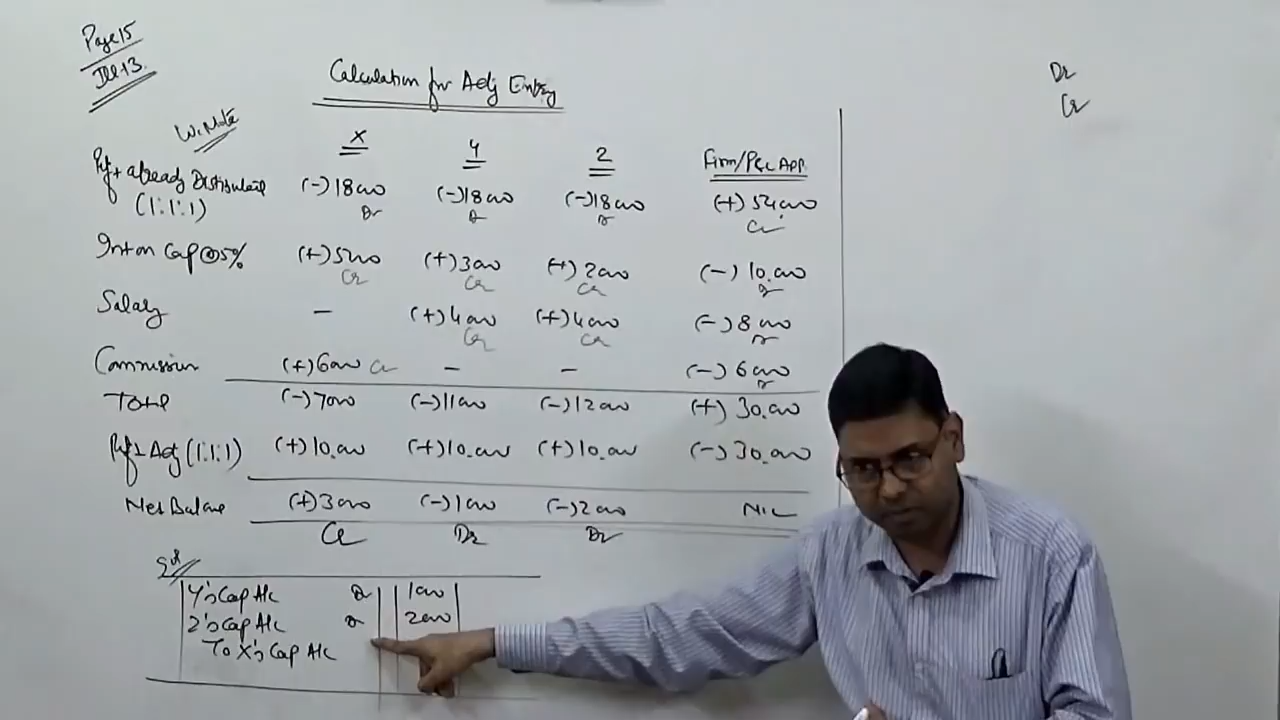 Page 15
Ill 13.
Calculation for Adj Entry
W. Note
X Y Z Firm/P&L App.
Pft already Distributed (1:1:1) (-) 18000 Dr (-) 18000 Dr (-) 18000 Dr (+) 54000 Cr
Int on Cap @5% (+) 5000 Cr (+) 3000 Cr (+) 2000 Cr (-) 10,000 Dr
Salary - (+) 4000 Cr (+) 4000 Cr (-) 8000 Dr
Commission (+) 6000 Cr - - (-) 6000 Dr
Total (-) 7000 (-) 11000 (-) 12000 (+) 30,000
Pft Adj (1:1:1) (+) 10,000 (+) 10,000 (+) 10,000 (-) 30,000
Net Balance (+) 3000 (-) 1000 (-) 2000 NIL
Cr Dr Dr
Y's Cap A/c Dr 1000
Z's Cap A/c Dr 2000
To X's Cap A/c
Dr
Cr